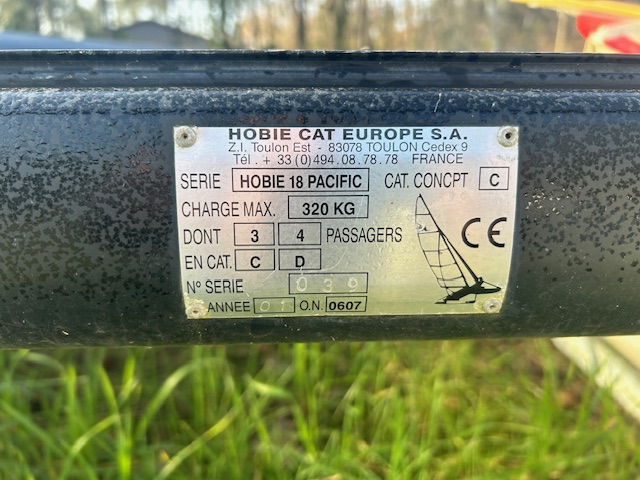 HOBIE CAT EUROPE S.A.
Z.I. Toulon Est - 83078 TOULON Cedex 9
Tél. + 33 (0)494.08.78.78 FRANCE
SERIE HOBIE 18 PACIFIC CAT. CONCPT C
CHARGE MAX. 320 KG
DONT 3 4 PASSAGERS
EN CAT. C D
CE
N° SERIE 039
ANNEE 01 O.N. 0607